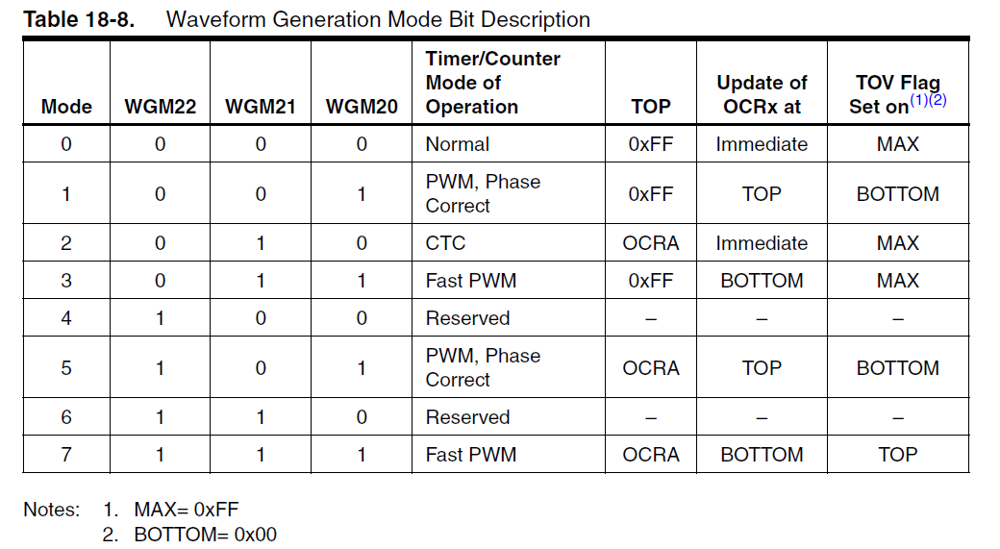 Table 18-8. Waveform Generation Mode Bit Description
Mode WGM22 WGM21 WGM20 Timer/Counter Mode of Operation TOP Update of OCRx at TOV Flag Set on(1)(2)
0 0 0 0 Normal 0xFF Immediate MAX
1 0 0 1 PWM, Phase Correct 0xFF TOP BOTTOM
2 0 1 0 CTC OCRA Immediate MAX
3 0 1 1 Fast PWM 0xFF BOTTOM MAX
4 1 0 0 Reserved – – –
5 1 0 1 PWM, Phase Correct OCRA TOP BOTTOM
6 1 1 0 Reserved – – –
7 1 1 1 Fast PWM OCRA BOTTOM TOP
Notes: 1. MAX= 0xFF
2. BOTTOM= 0x00